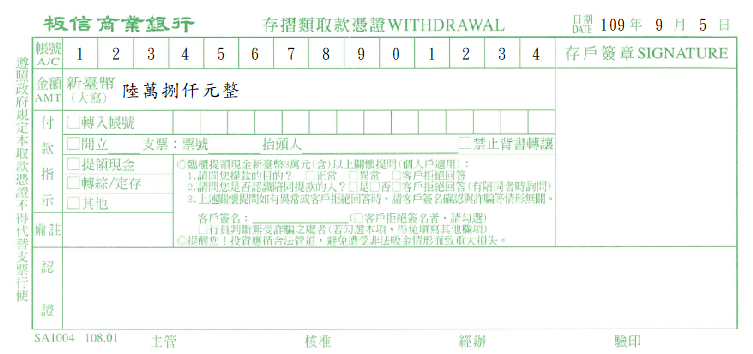 板信商業銀行 存摺類取款憑證WITHDRAWAL 日期 DATE 109 年 9 月 5 日
帳號 A/C 1 2 3 4 5 6 7 8 9 0 1 2 3 4 存戶簽章SIGNATURE
金額 AMT 新臺幣 (大寫) 陸萬捌仟元整
付款指示
□轉入帳號
□開立 支票:票號 抬頭人 □禁止背書轉讓
□提領現金
□轉綜/定存
□其他
◎臨櫃提領現金新臺幣3萬元(含)以上關懷提問(個人戶適用):
1.請問您提款的目的? □正常 □異常 □客戶拒絕回答
2.請問您是否認識陪同提款的人?□是□否□客戶拒絕回答(有陪同者時詢問)
3.上述關懷提問如有異常或客戶拒絕回答時,請客戶簽名確認與詐騙等情形無關。
客戶簽名: (□客戶拒絕簽名者,請勾選)
□行員判斷無受詐騙之虞者(若勾選本項,得免填寫其他欄項)
◎提醒您!投資應循合法管道,避免遭受非法吸金情形而致重大損失。
備註
認證
遵照政府規定本取款憑證不得代替支票行使
SA1004 108.01 主管 核准 經辦 驗印